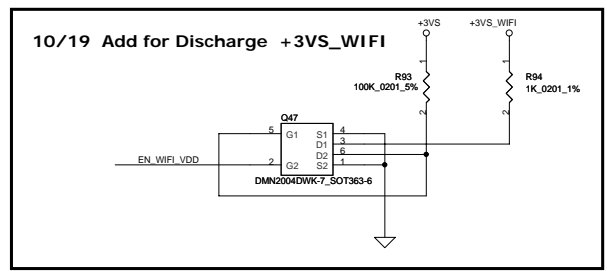 10/19 Add for Discharge +3VS_WIFI
+3VS
+3VS_WIFI
1
1
R93
100K_0201_5%
R94
1K_0201_1%
2
2
Q47
5 G1 S1 4
D1 3
D2 6
EN_WIFI_VDD 2 G2 S2 1
DMN2004DWK-7_SOT363-6